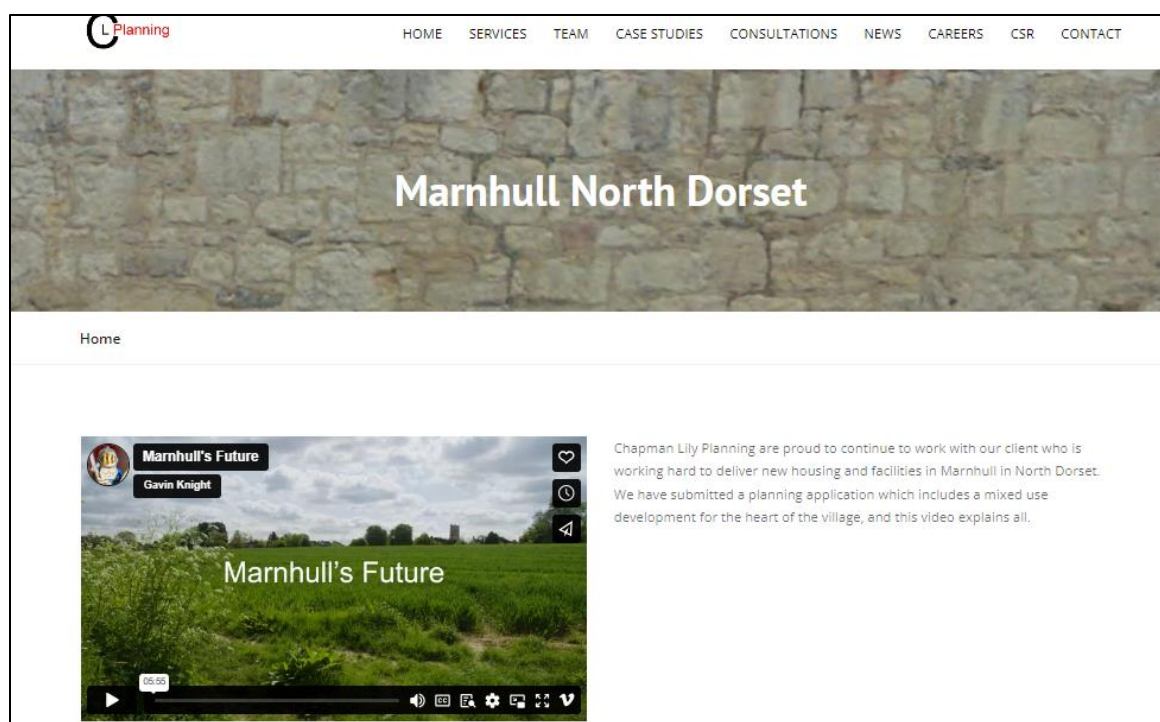 CL Planning
HOME SERVICES TEAM CASE STUDIES CONSULTATIONS NEWS CAREERS CSR CONTACT
Marnhull North Dorset
Home
Marnhull's Future
Gavin Knight
Marnhull's Future
05:55
CC
Chapman Lily Planning are proud to continue to work with our client who is
working hard to deliver new housing and facilities in Marnhull in North Dorset.
We have submitted a planning application which includes a mixed use
development for the heart of the village, and this video explains all.